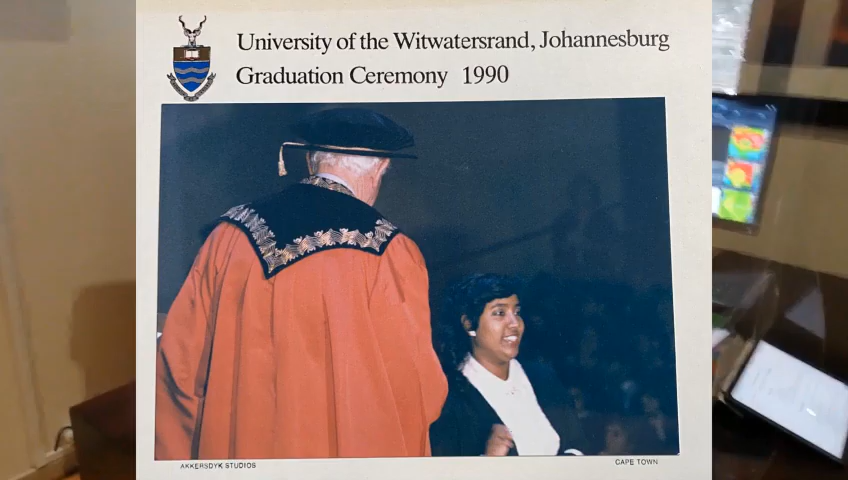 University of the Witwatersrand, Johannesburg
Graduation Ceremony 1990
AKKERSDYK STUDIOS
CAPE TOWN